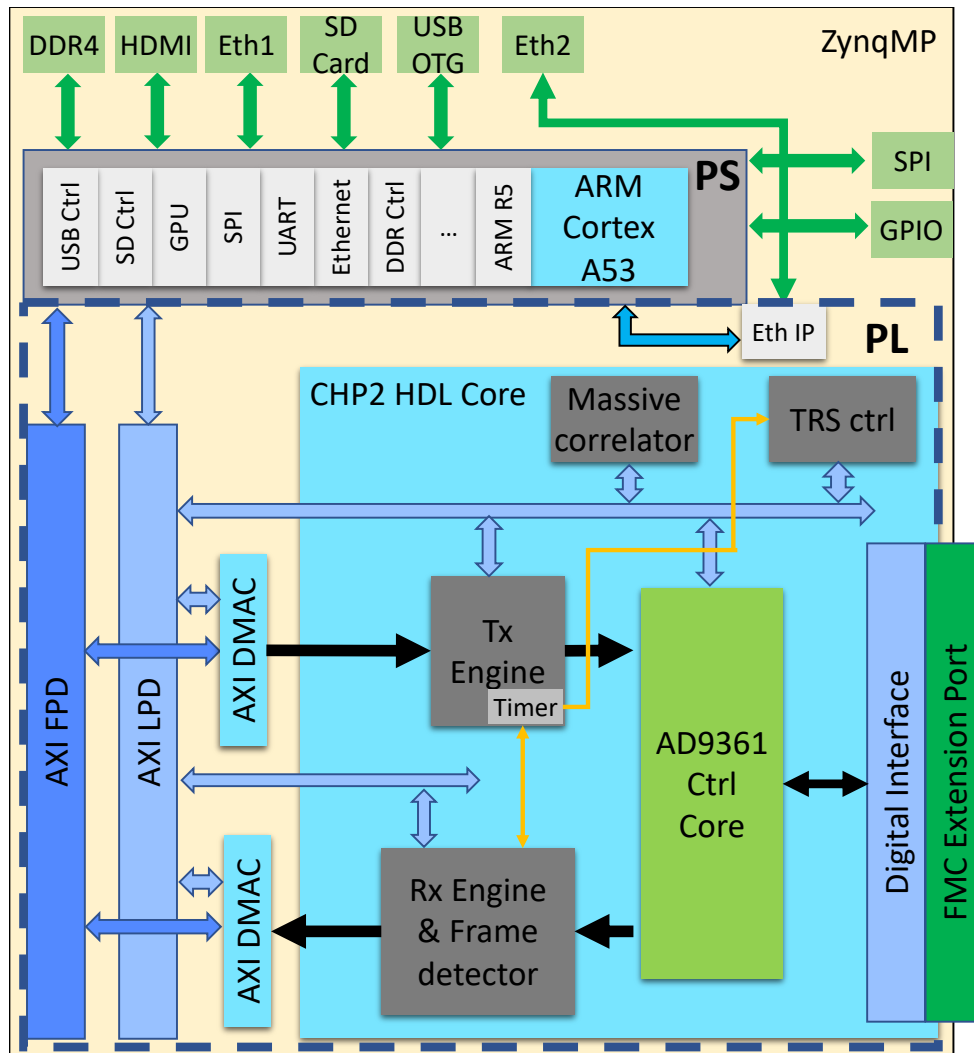 DDR4
HDMI
Eth1
SD
Card
USB
OTG
Eth2
ZynqMP
SPI
GPIO
PS
USB Ctrl
SD Ctrl
GPU
SPI
UART
Ethernet
DDR Ctrl
...
ARM R5
ARM
Cortex
A53
Eth IP
PL
CHP2 HDL Core
Massive
correlator
TRS ctrl
AXI FPD
AXI LPD
AXI DMAC
Tx
Engine
Timer
AD9361
Ctrl
Core
Digital Interface
FMC Extension Port
AXI DMAC
Rx Engine
& Frame
detector